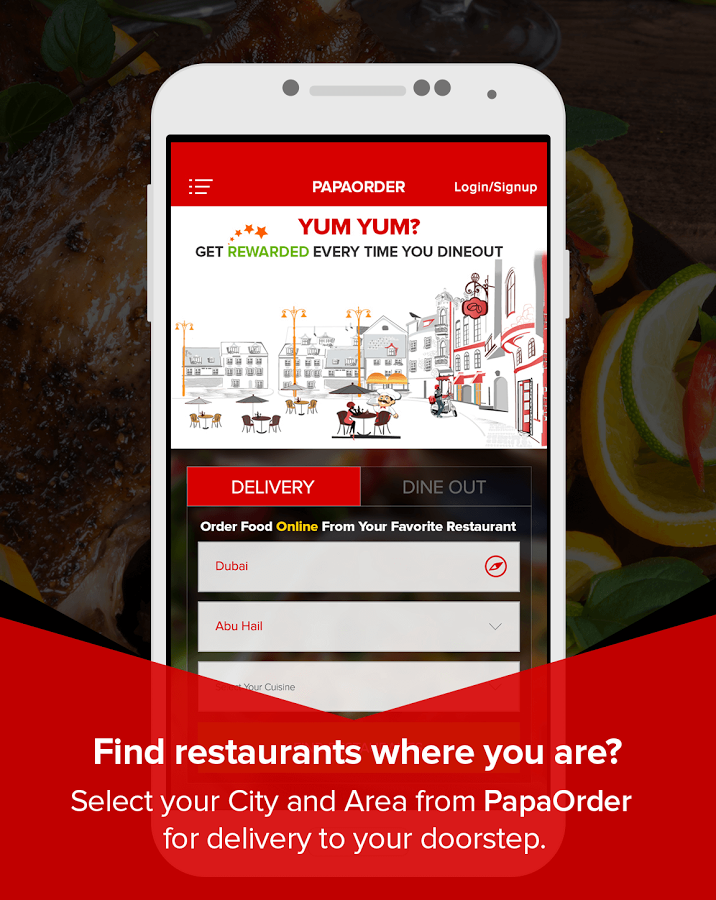 PAPAORDER
Login/Signup
YUM YUM?
GET REWARDED EVERY TIME YOU DINEOUT
DELIVERY
DINE OUT
Order Food Online From Your Favorite Restaurant
Dubai
Abu Hail
Select Your Cuisine
Find restaurants where you are?
Select your City and Area from PapaOrder
for delivery to your doorstep.